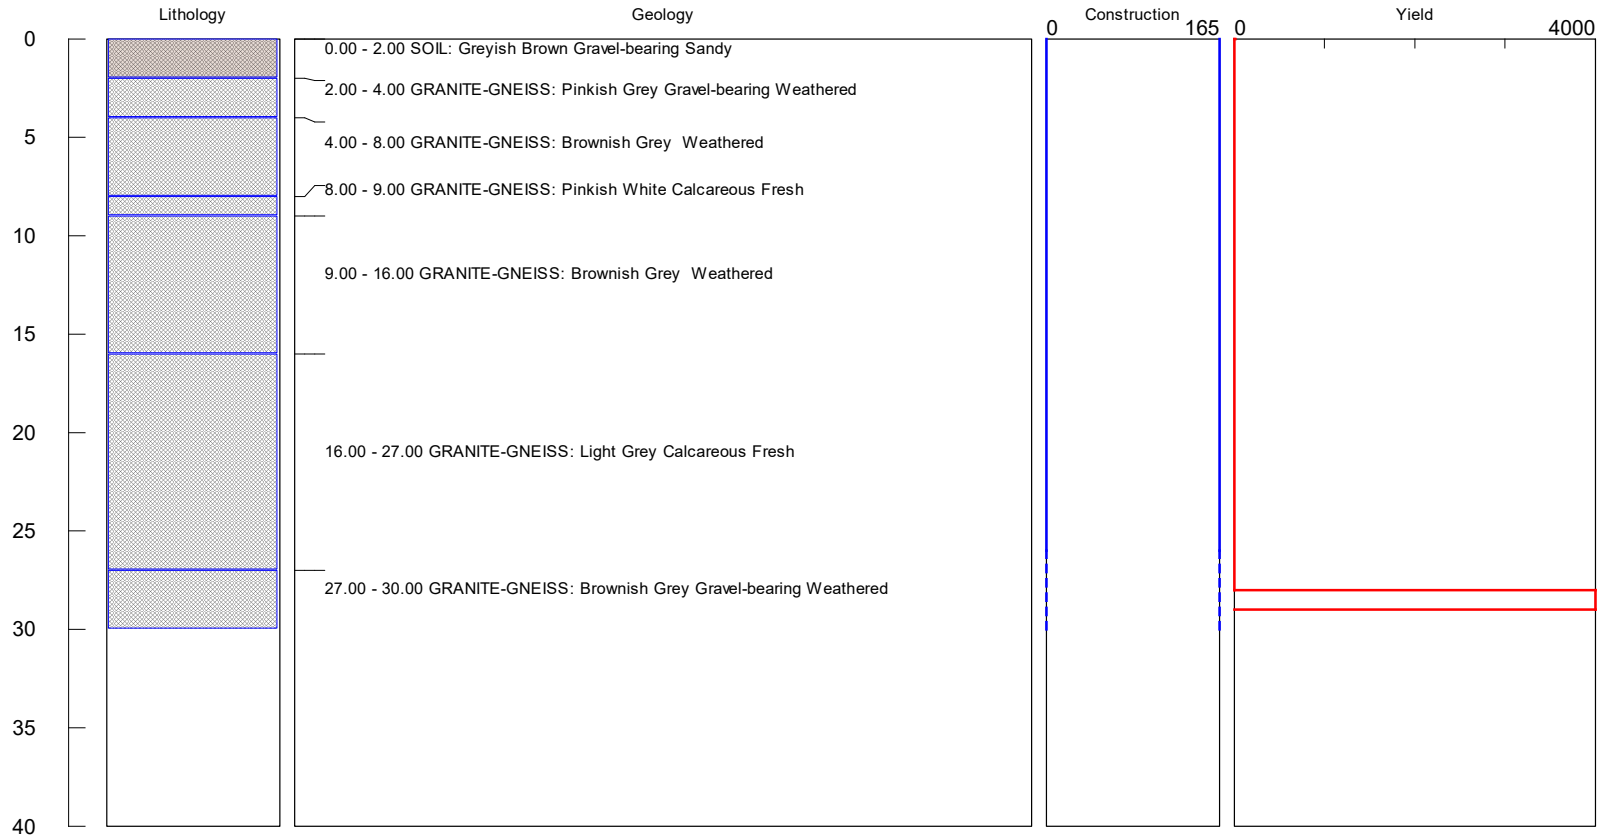 Lithology Geology Construction Yield
0 165 0 4000
0
0.00 - 2.00 SOIL: Greyish Brown Gravel-bearing Sandy
2.00 - 4.00 GRANITE-GNEISS: Pinkish Grey Gravel-bearing Weathered
5
4.00 - 8.00 GRANITE-GNEISS: Brownish Grey  Weathered
8.00 - 9.00 GRANITE-GNEISS: Pinkish White Calcareous Fresh
10
9.00 - 16.00 GRANITE-GNEISS: Brownish Grey  Weathered
15
20
16.00 - 27.00 GRANITE-GNEISS: Light Grey Calcareous Fresh
25
27.00 - 30.00 GRANITE-GNEISS: Brownish Grey Gravel-bearing Weathered
30
35
40